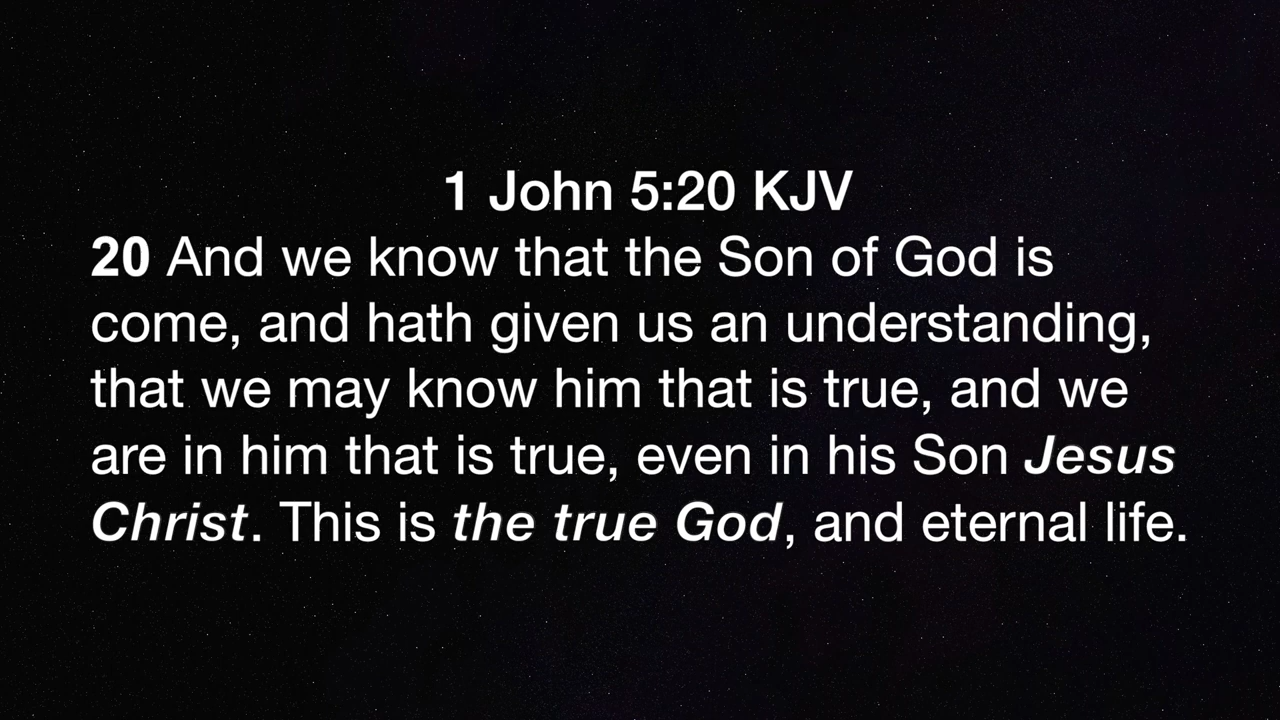 1 John 5:20 KJV
20 And we know that the Son of God is
come, and hath given us an understanding,
that we may know him that is true, and we
are in him that is true, even in his Son Jesus
Christ. This is the true God, and eternal life.